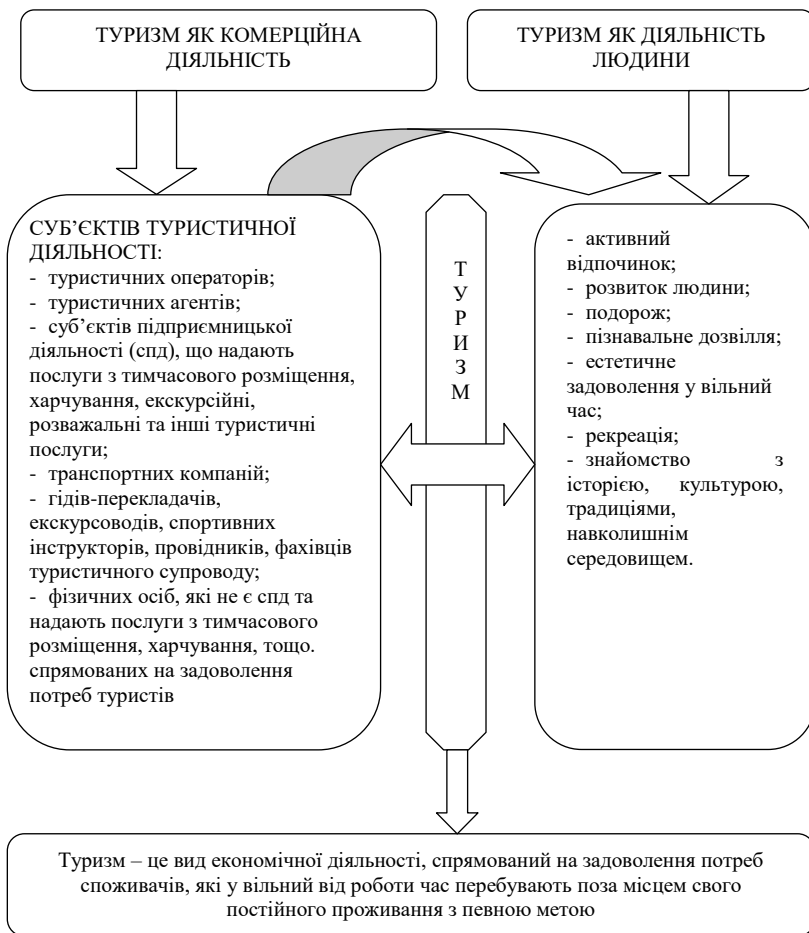 ТУРИЗМ ЯК КОМЕРЦІЙНА
ДІЯЛЬНІСТЬ
ТУРИЗМ ЯК ДІЯЛЬНІСТЬ
ЛЮДИНИ
СУБ’ЄКТІВ ТУРИСТИЧНОЇ
ДІЯЛЬНОСТІ:
- туристичних операторів;
- туристичних агентів;
- суб’єктів підприємницької
діяльності (спд), що надають
послуги з тимчасового розміщення,
харчування, екскурсійні,
розважальні та інші туристичні
послуги;
- транспортних компаній;
- гідів-перекладачів,
екскурсоводів, спортивних
інструкторів, провідників, фахівців
туристичного супроводу;
- фізичних осіб, які не є спд та
надають послуги з тимчасового
розміщення, харчування, тощо.
спрямованих на задоволення
потреб туристів
Т
У
Р
И
З
М
- активний
відпочинок;
- розвиток людини;
- подорож;
- пізнавальне дозвілля;
- естетичне
задоволення у вільний
час;
- рекреація;
- знайомство з
історією, культурою,
традиціями,
навколишнім
середовищем.
Туризм – це вид економічної діяльності, спрямований на задоволення потреб
споживачів, які у вільний від роботи час перебувають поза місцем свого
постійного проживання з певною метою